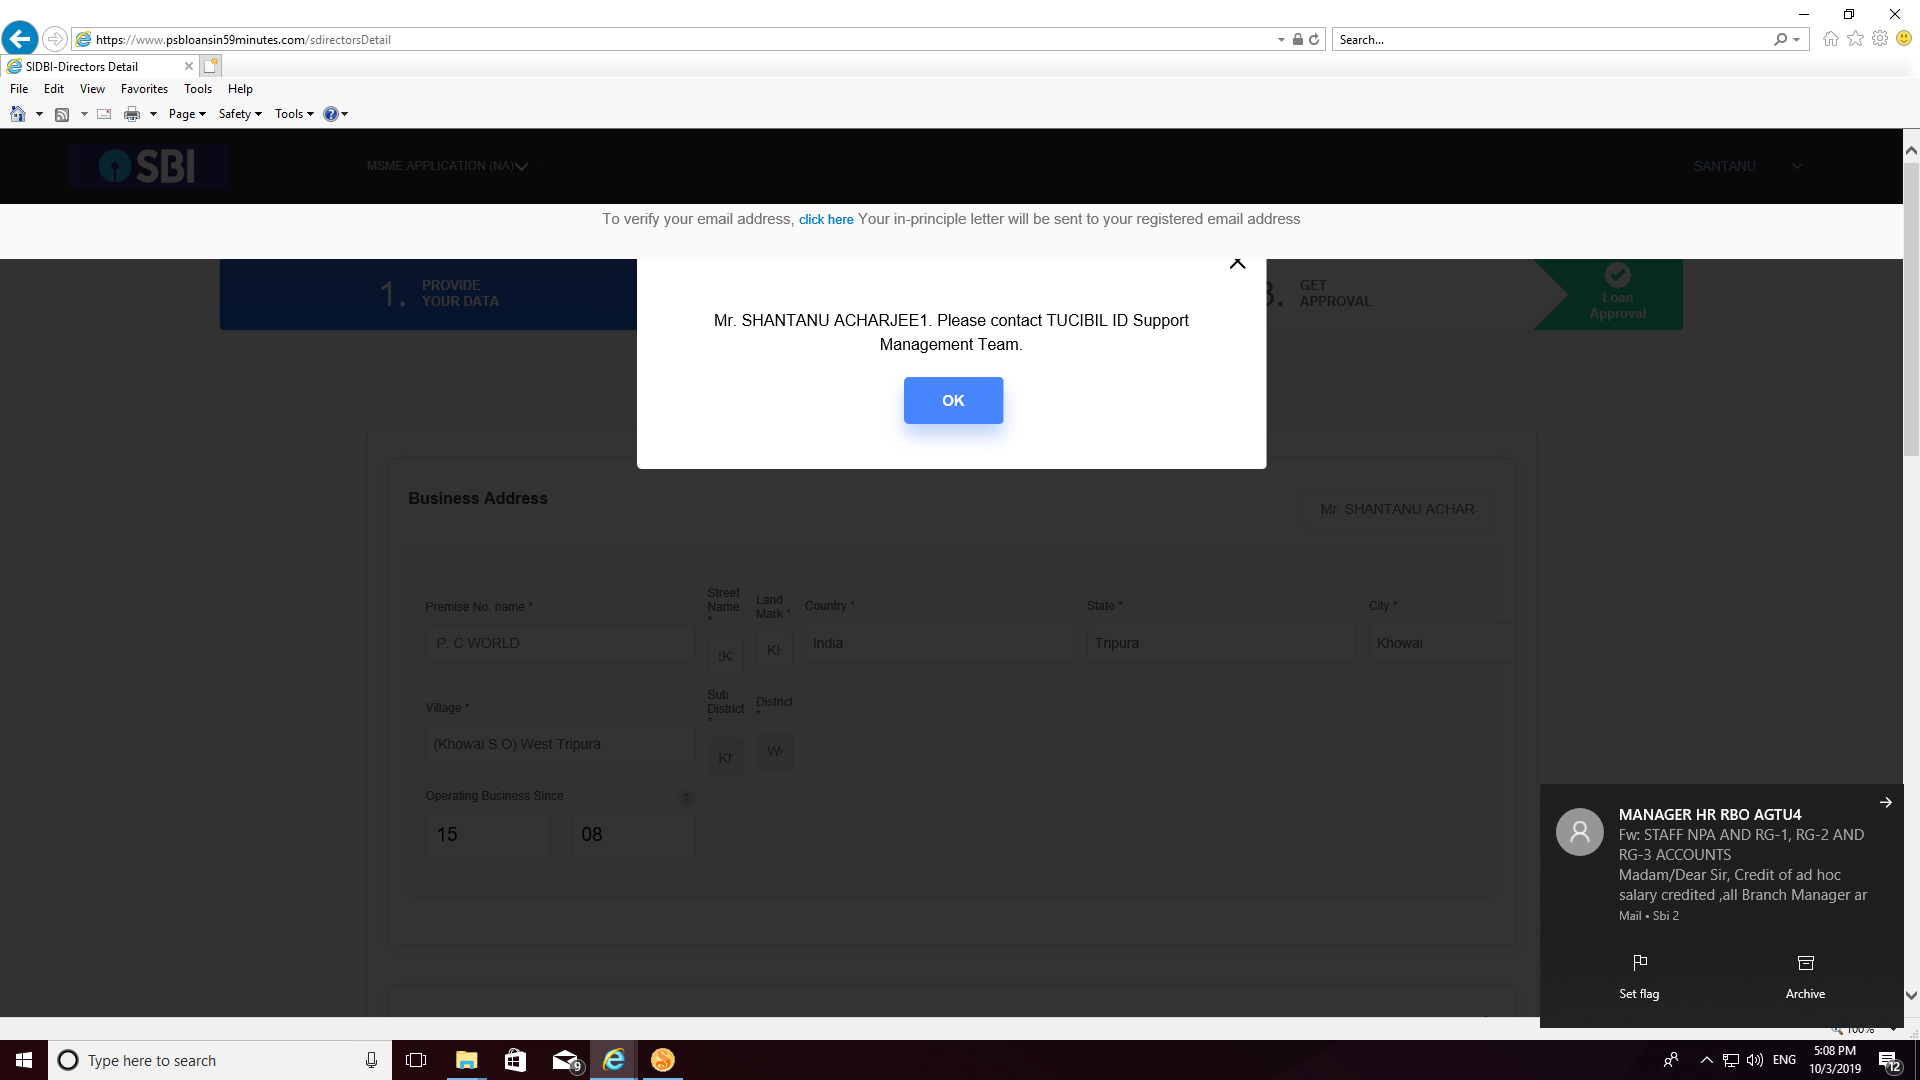 https://www.psbloansin59minutes.com/sdirectorsDetail
Search...
SIDBI-Directors Detail
File Edit View Favorites Tools Help
Page Safety Tools
SBI
MSME APPLICATION (NA)
SANTANU
To verify your email address, click here Your in-principle letter will be sent to your registered email address
1. PROVIDE YOUR DATA
3. GET APPROVAL
Loan Approval
Mr. SHANTANU ACHARJEE1. Please contact TUCIBIL ID Support
Management Team.
OK
Business Address
Mr. SHANTANU ACHAR
Premise No. name *
Street Name *
Land Mark *
Country *
State *
City *
P. C WORLD
India
Tripura
Khowai
Village *
Sub District *
District *
(Khowai S.O) West Tripura
Operating Business Since
?
15
08
MANAGER HR RBO AGTU4
Fw: STAFF NPA AND RG-1, RG-2 AND
RG-3 ACCOUNTS
Madam/Dear Sir, Credit of ad hoc
salary credited ,all Branch Manager ar
Mail • Sbi 2
Set flag
Archive
100%
Type here to search
9
ENG
5:08 PM
10/3/2019
12